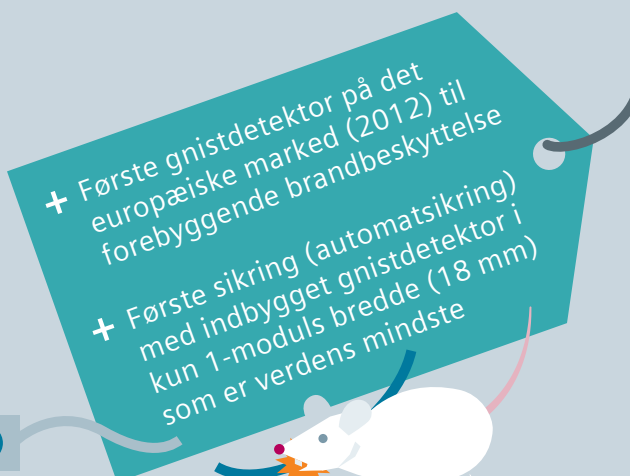 + Første gnistdetektor på det
europæiske marked (2012) til
forebyggende brandbeskyttelse
+ Første sikring (automatsikring)
med indbygget gnistdetektor i
kun 1-moduls bredde (18 mm)
som er verdens mindste